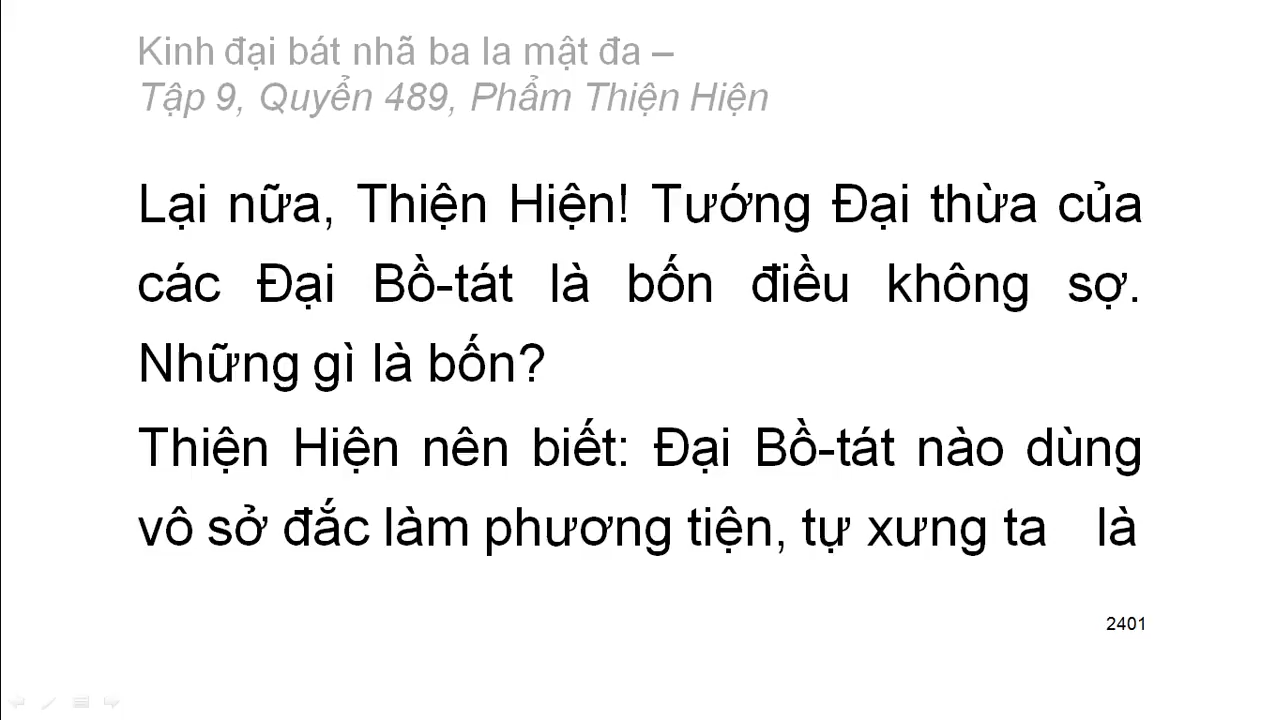 Kinh đại bát nhã ba la mật đa –
Tập 9, Quyển 489, Phẩm Thiện Hiện
Lại nữa, Thiện Hiện! Tướng Đại thừa của
các Đại Bồ-tát là bốn điều không sợ.
Những gì là bốn?
Thiện Hiện nên biết: Đại Bồ-tát nào dùng
vô sở đắc làm phương tiện, tự xưng ta là
2401